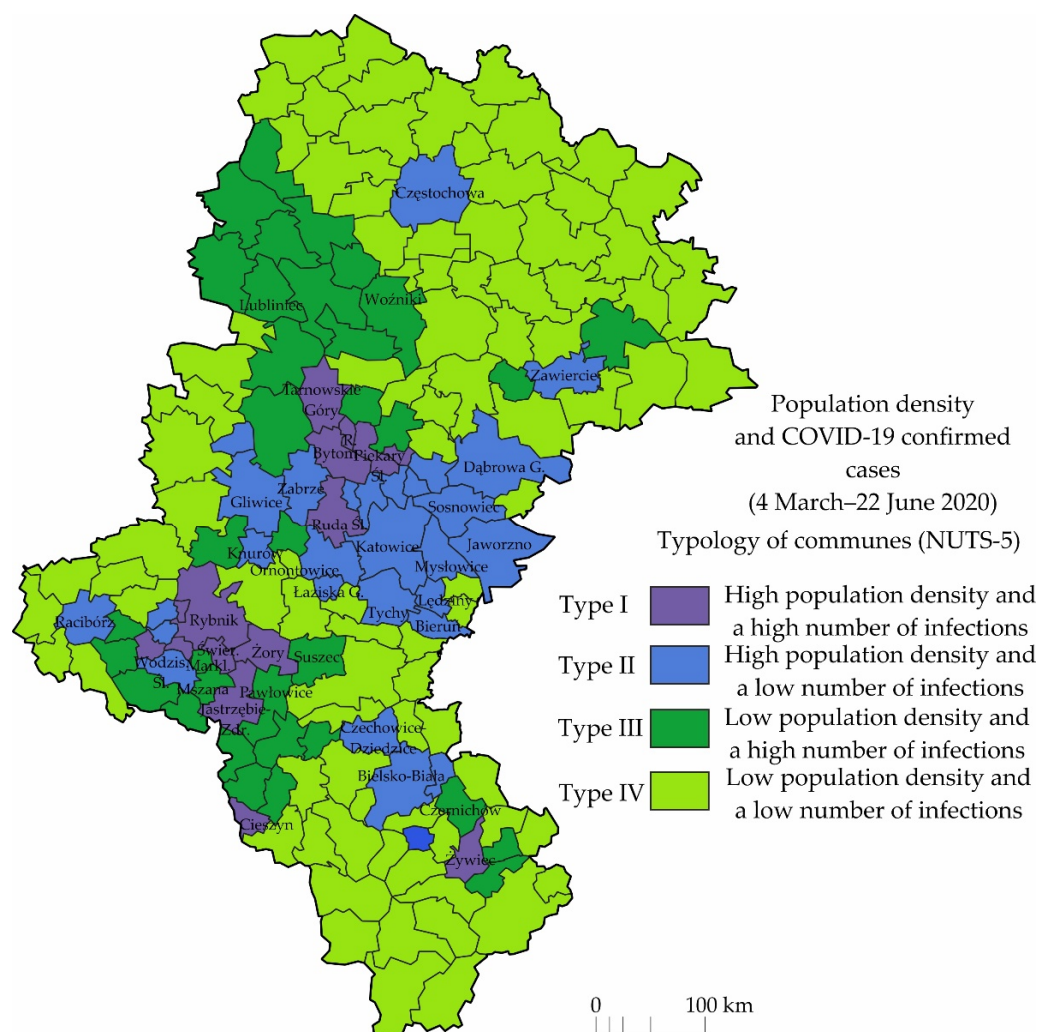 Częstochowa
Lubliniec
Woźniki
Zawiercie
Tarnowskie
Góry
R.
Bytom
Piekary
Śl.
Dąbrowa G.
Zabrze
Gliwice
Sosnowiec
Ruda Śl.
Katowice
Jaworzno
Knurów
Mysłowice
Ornontowice
Łaziska G.
Lędziny
Tychy
Racibórz
Rybnik
Bieruń
Świer.
Żory
Suszec
Wodzis.
Markl.
Śl.
Mszana
Pawłowice
Jastrzębie-
Zdr.
Czechowice-
Dziedzice
Bielsko-Biała
Czernichów
Cieszyn
Żywiec
Population density
and COVID-19 confirmed
cases
(4 March–22 June 2020)
Typology of communes (NUTS-5)
Type I
High population density and
a high number of infections
Type II
High population density and
a low number of infections
Type III
Low population density and
a high number of infections
Type IV
Low population density and
a low number of infections
0
100 km